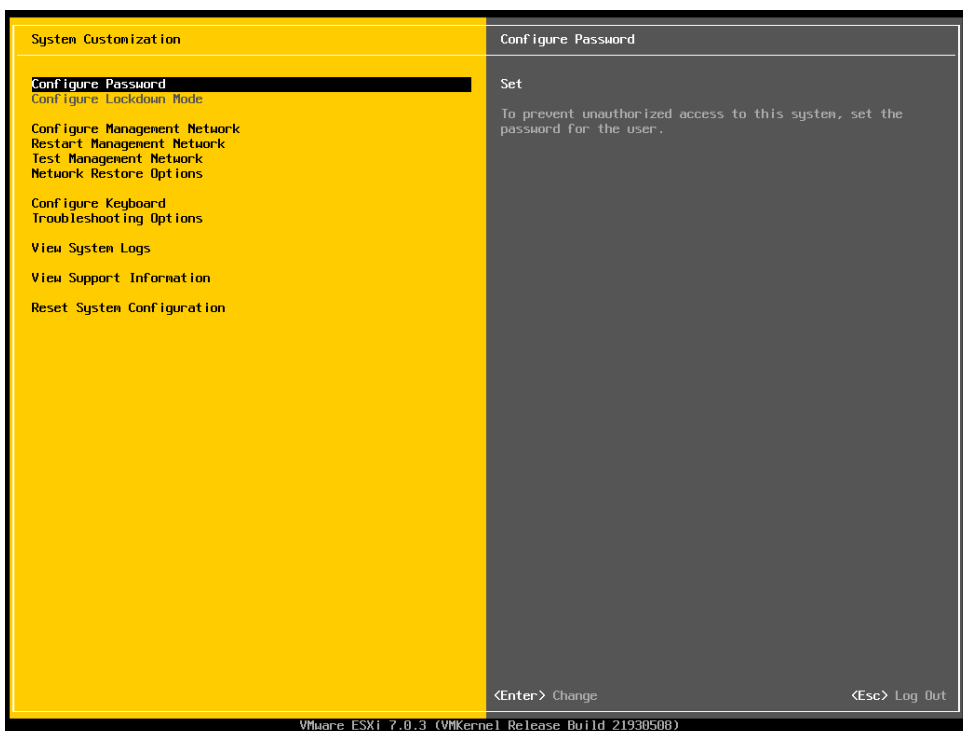 System Customization
Configure Password
Configure Lockdown Mode
Configure Management Network
Restart Management Network
Test Management Network
Network Restore Options
Configure Keyboard
Troubleshooting Options
View System Logs
View Support Information
Reset System Configuration
Configure Password
Set
To prevent unauthorized access to this system, set the
password for the user.
<Enter> Change
<Esc> Log Out
VMware ESXi 7.0.3 (VMKernel Release Build 21930508)